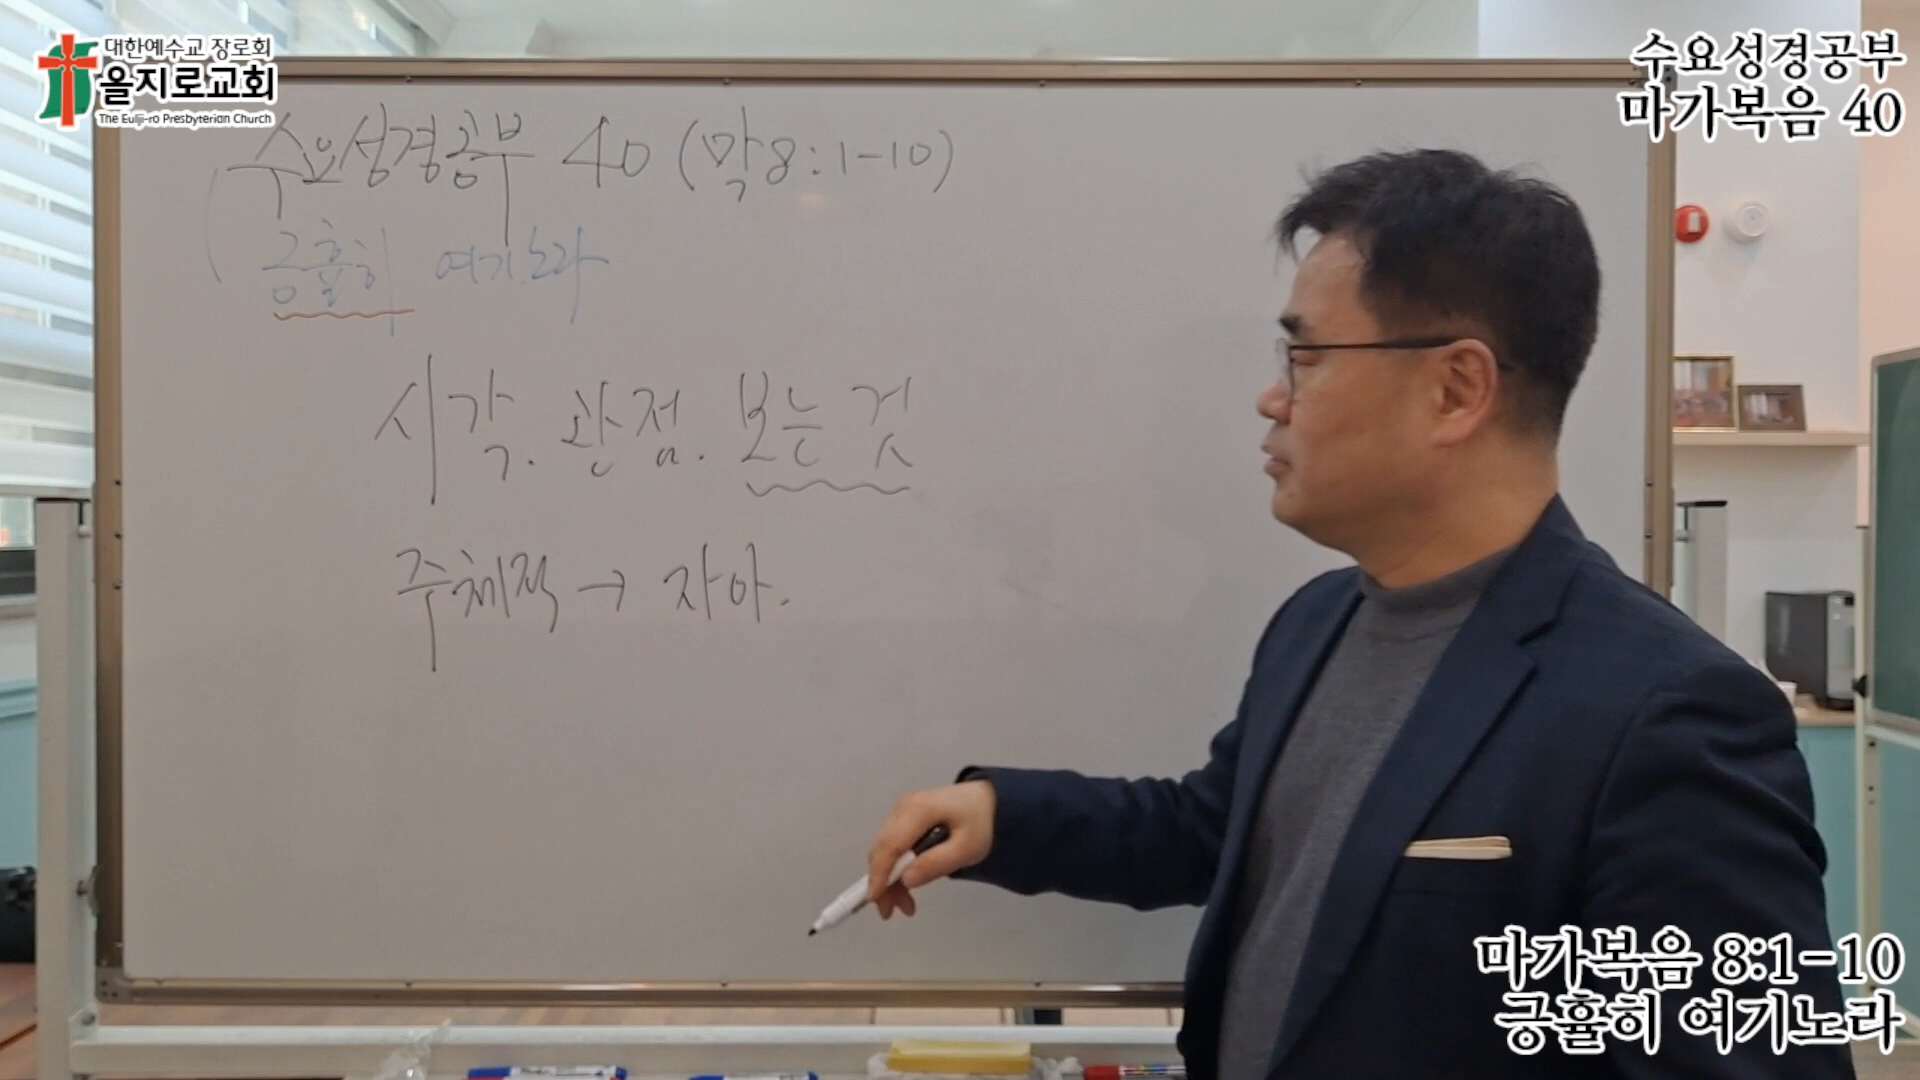 대한예수교 장로회
을지로교회
The Eulji-ro Presbyterian Church
수요성경공부
마가복음 40
수요성경공부 40 (막8:1-10)
긍휼히 여기노라
시각. 관점. 보는 것
주체적 → 자아.
마가복음 8:1-10
긍휼히 여기노라